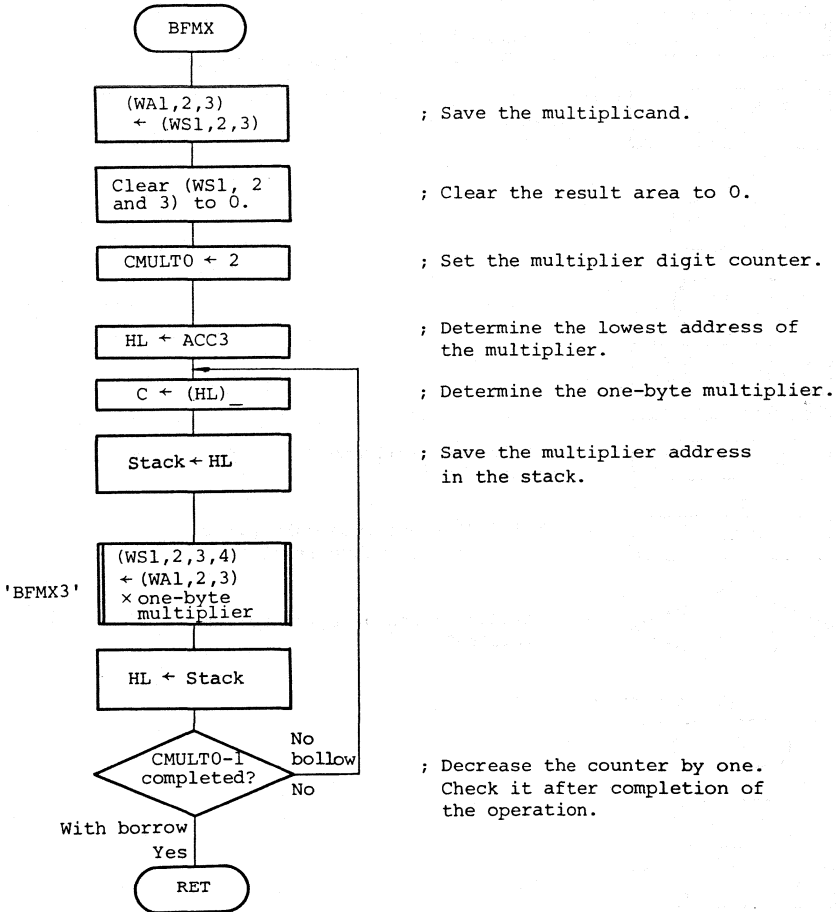 BFMX
(WA1,2,3)
← (WS1,2,3)
; Save the multiplicand.
Clear (WS1, 2
and 3) to 0.
; Clear the result area to 0.
CMULT0 ← 2
; Set the multiplier digit counter.
HL ← ACC3
; Determine the lowest address of
the multiplier.
C ← (HL)_
; Determine the one-byte multiplier.
Stack ← HL
; Save the multiplier address
in the stack.
'BFMX3'
(WS1,2,3,4)
← (WA1,2,3)
× one-byte
multiplier
HL ← Stack
CMULT0-1
completed?
No
bollow
No
; Decrease the counter by one.
Check it after completion of
the operation.
With borrow
Yes
RET